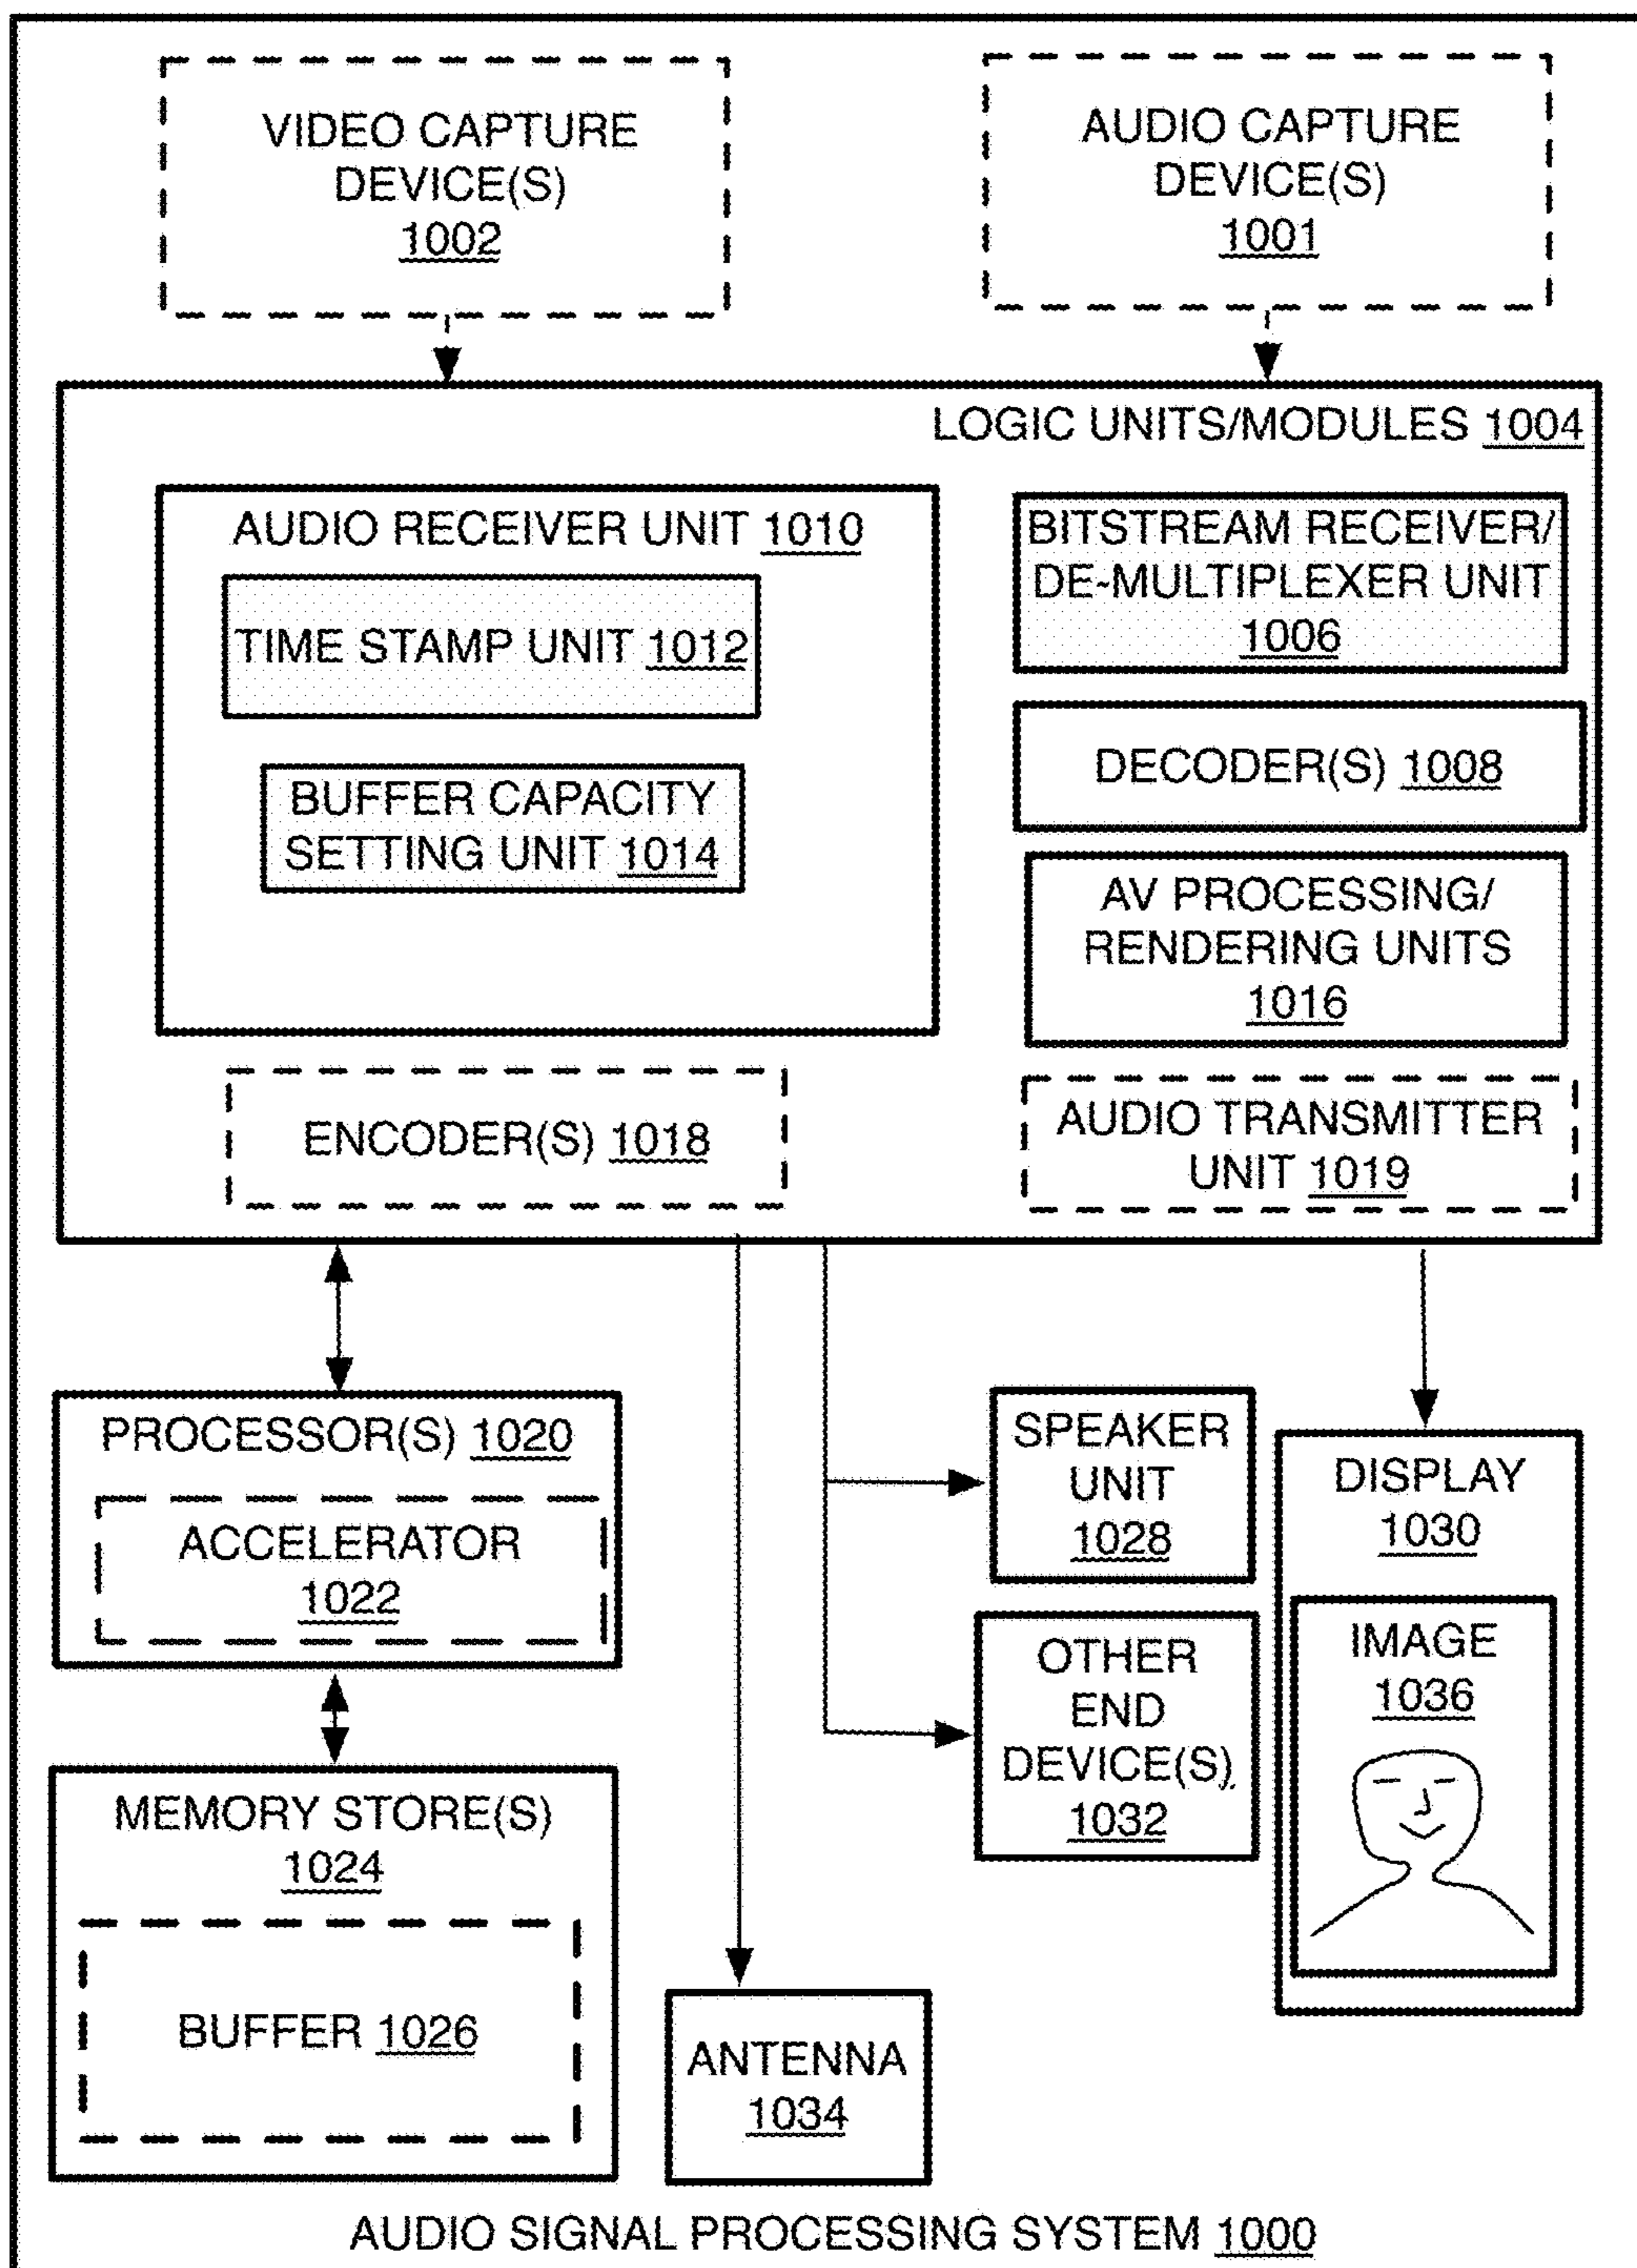 VIDEO CAPTURE
DEVICE(S)
1002
AUDIO CAPTURE
DEVICE(S)
1001
LOGIC UNITS/MODULES 1004
AUDIO RECEIVER UNIT 1010
TIME STAMP UNIT 1012
BUFFER CAPACITY
SETTING UNIT 1014
BITSTREAM RECEIVER/
DE-MULTIPLEXER UNIT
1006
DECODER(S) 1008
AV PROCESSING/
RENDERING UNITS
1016
ENCODER(S) 1018
AUDIO TRANSMITTER
UNIT 1019
PROCESSOR(S) 1020
ACCELERATOR
1022
MEMORY STORE(S)
1024
BUFFER 1026
ANTENNA
1034
SPEAKER
UNIT
1028
OTHER
END
DEVICE(S)
1032
DISPLAY
1030
IMAGE
1036
AUDIO SIGNAL PROCESSING SYSTEM 1000